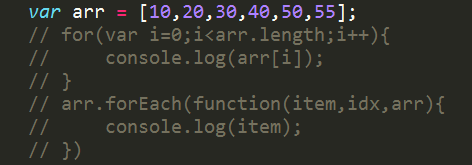 var arr = [10,20,30,40,50,55];
// for(var i=0;i<arr.length;i++){
//     console.log(arr[i]);
// }
// arr.forEach(function(item,idx,arr){
//     console.log(item);
// })